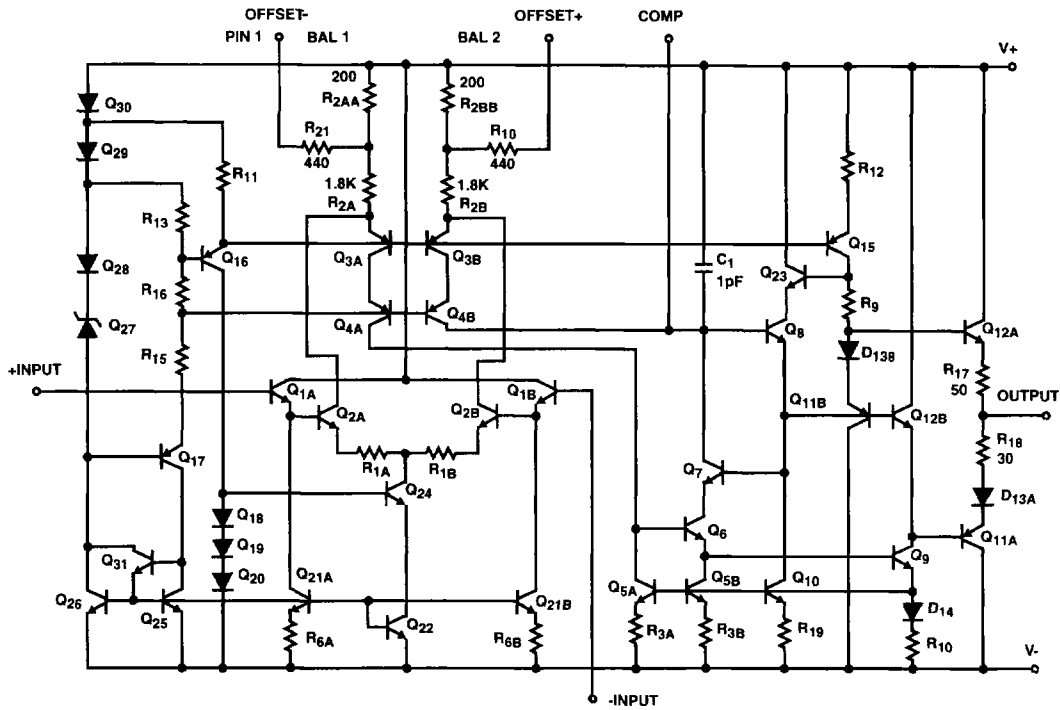 OFFSET-
PIN 1 BAL 1
BAL 2
OFFSET+
COMP
V+
Q30
Q29
R11
R13
Q28
Q16
R16
Q27
R15
200
R2AA
200
R2BB
R21
440
R10
440
1.8K
R2A
1.8K
R2B
Q3A
Q3B
Q4A
Q4B
C1
1pF
R12
Q15
Q23
R9
Q8
D13B
Q12A
R17
50
OUTPUT
Q11B
Q12B
R18
30
+INPUT
Q1A
Q1B
Q2A
Q2B
R1A
R1B
Q24
Q17
Q7
Q6
D13A
Q11A
Q18
Q19
Q20
Q31
Q21A
Q26
Q25
R6A
Q22
Q21B
R6B
Q5A
Q5B
Q10
Q9
D14
R3A
R3B
R19
R10
V-
-INPUT